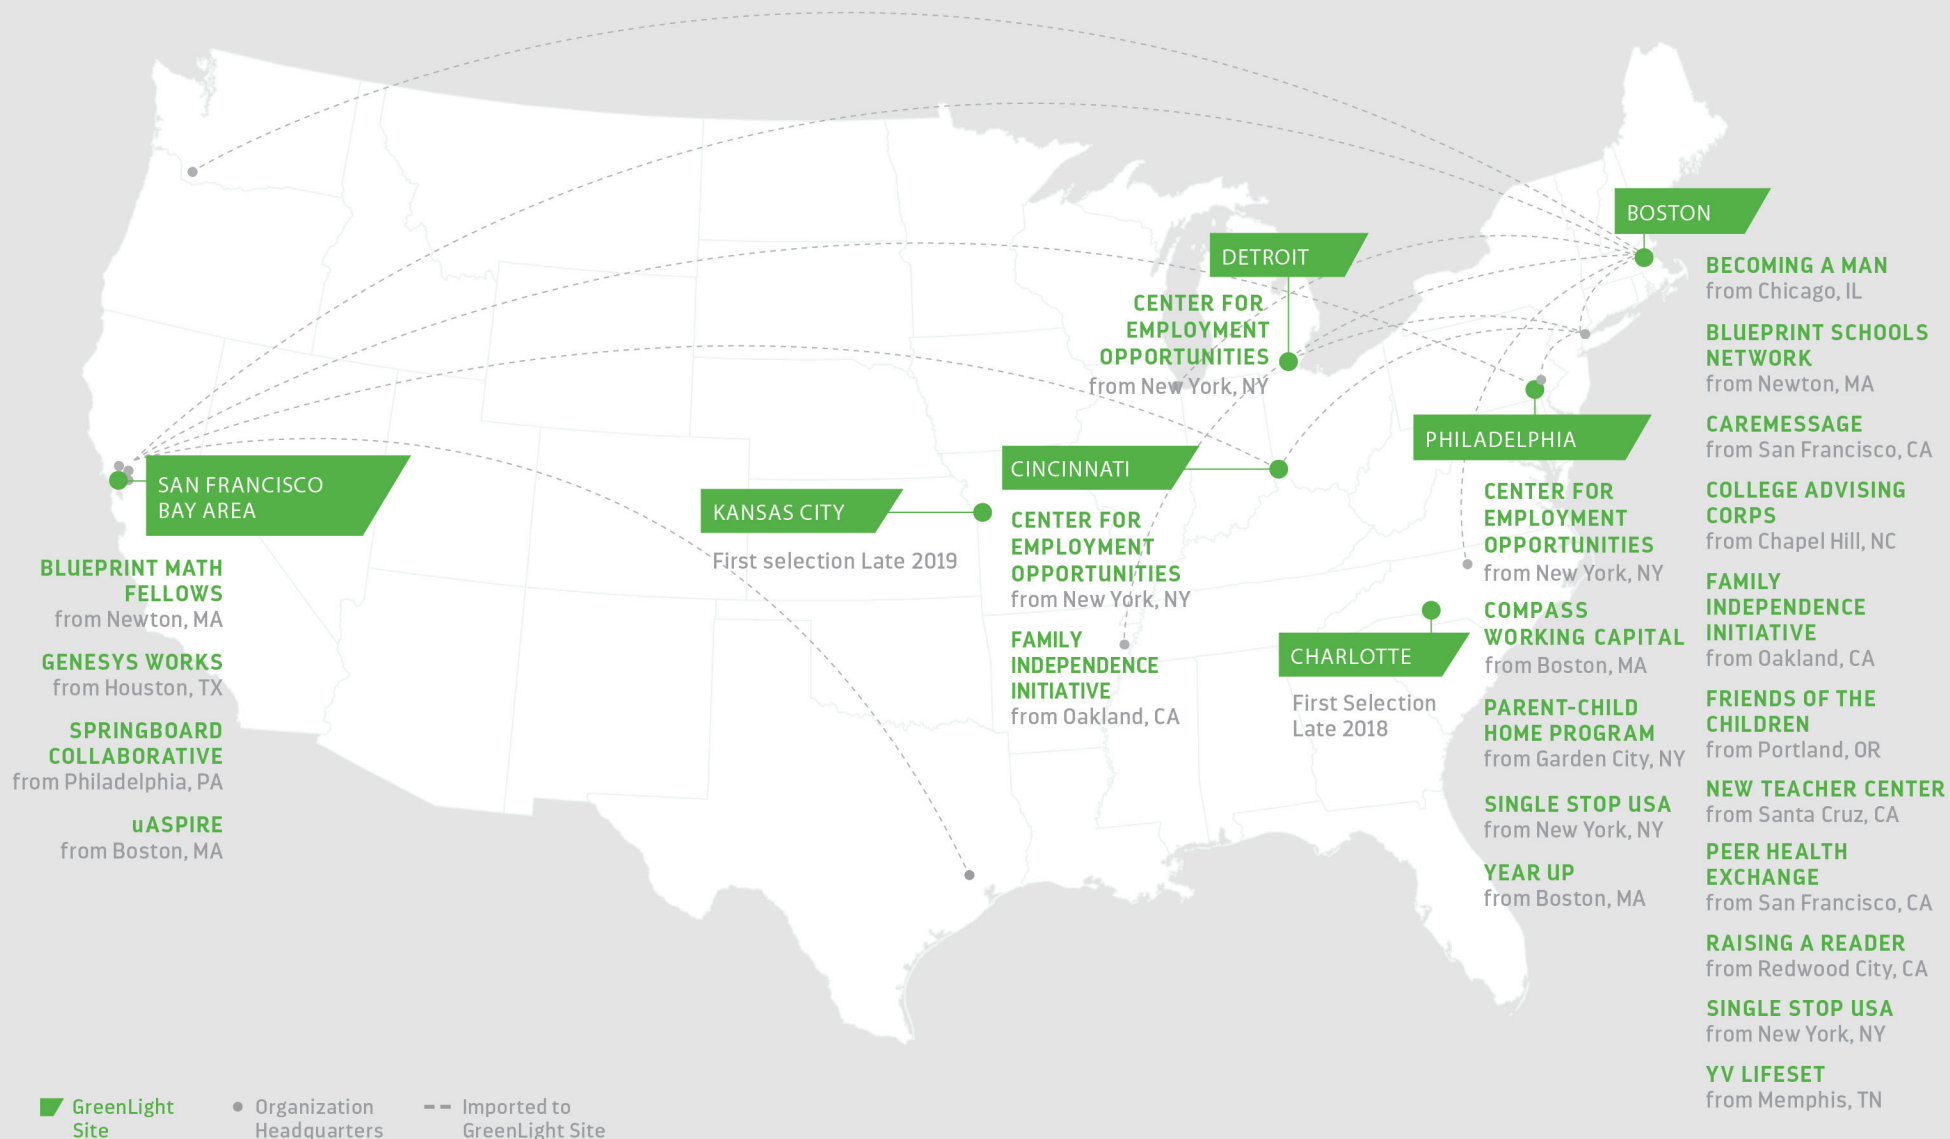 BOSTON
BECOMING A MAN
from Chicago, IL
BLUEPRINT SCHOOLS
NETWORK
from Newton, MA
CAREMESSAGE
from San Francisco, CA
COLLEGE ADVISING
CORPS
from Chapel Hill, NC
FAMILY
INDEPENDENCE
INITIATIVE
from Oakland, CA
FRIENDS OF THE
CHILDREN
from Portland, OR
NEW TEACHER CENTER
from Santa Cruz, CA
PEER HEALTH
EXCHANGE
from San Francisco, CA
RAISING A READER
from Redwood City, CA
SINGLE STOP USA
from New York, NY
YV LIFESET
from Memphis, TN
DETROIT
CENTER FOR
EMPLOYMENT
OPPORTUNITIES
from New York, NY
PHILADELPHIA
CENTER FOR
EMPLOYMENT
OPPORTUNITIES
from New York, NY
COMPASS
WORKING CAPITAL
from Boston, MA
PARENT-CHILD
HOME PROGRAM
from Garden City, NY
SINGLE STOP USA
from New York, NY
YEAR UP
from Boston, MA
CINCINNATI
CENTER FOR
EMPLOYMENT
OPPORTUNITIES
from New York, NY
FAMILY
INDEPENDENCE
INITIATIVE
from Oakland, CA
SAN FRANCISCO
BAY AREA
BLUEPRINT MATH
FELLOWS
from Newton, MA
GENESYS WORKS
from Houston, TX
SPRINGBOARD
COLLABORATIVE
from Philadelphia, PA
uASPIRE
from Boston, MA
KANSAS CITY
First selection Late 2019
CHARLOTTE
First Selection
Late 2018
GreenLight
Site
Organization
Headquarters
Imported to
GreenLight Site